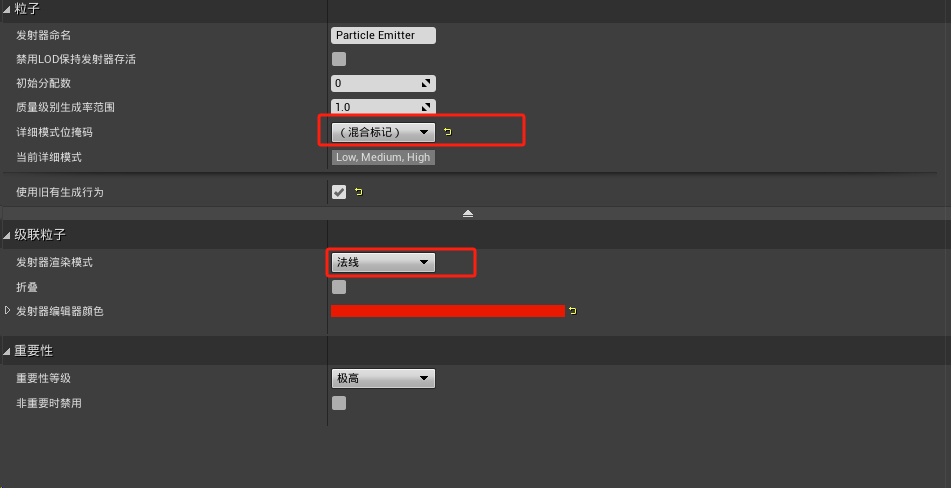 粒子
发射器命名 Particle Emitter
禁用LOD保持发射器存活
初始分配数 0
质量级别生成率范围 1.0
详细模式位掩码 （混合标记）
当前详细模式 Low, Medium, High
使用旧有生成行为
级联粒子
发射器渲染模式 法线
折叠
发射器编辑器颜色
重要性
重要性等级 极高
非重要时禁用